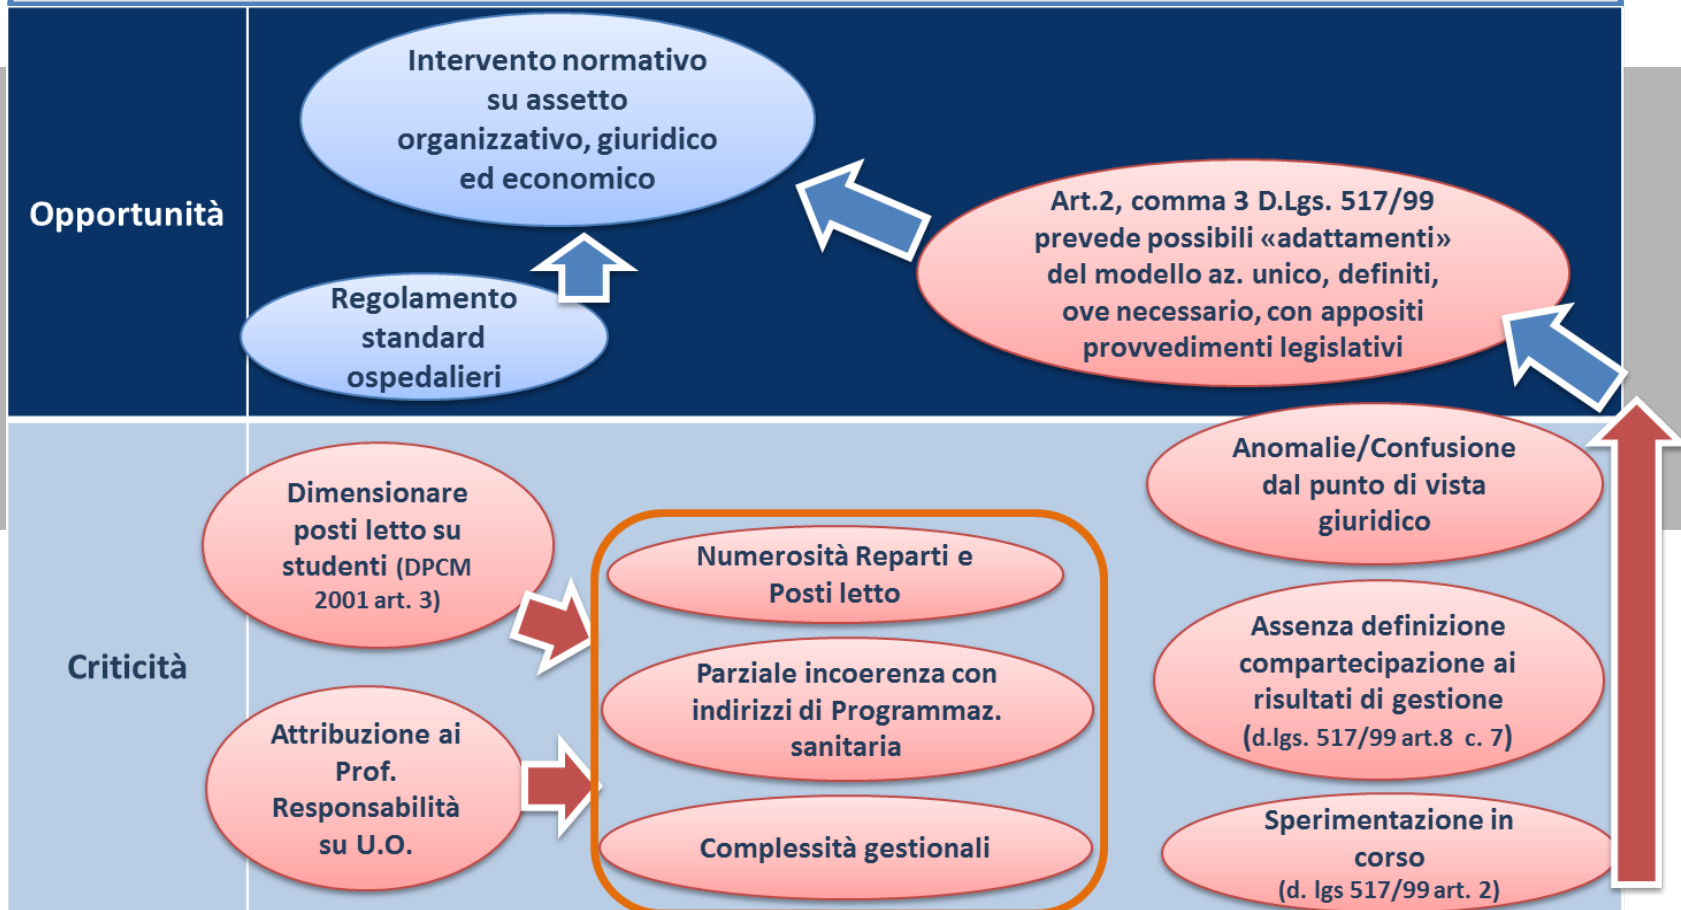 Opportunità
Intervento normativo
su assetto
organizzativo, giuridico
ed economico
Regolamento
standard
ospedalieri
Art.2, comma 3 D.Lgs. 517/99
prevede possibili «adattamenti»
del modello az. unico, definiti,
ove necessario, con appositi
provvedimenti legislativi
Criticità
Dimensionare
posti letto su
studenti (DPCM
2001 art. 3)
Attribuzione ai
Prof.
Responsabilità
su U.O.
Numerosità Reparti e
Posti letto
Parziale incoerenza con
indirizzi di Programmaz.
sanitaria
Complessità gestionali
Anomalie/Confusione
dal punto di vista
giuridico
Assenza definizione
compartecipazione ai
risultati di gestione
(d.lgs. 517/99 art.8 c. 7)
Sperimentazione in
corso
(d. lgs 517/99 art. 2)